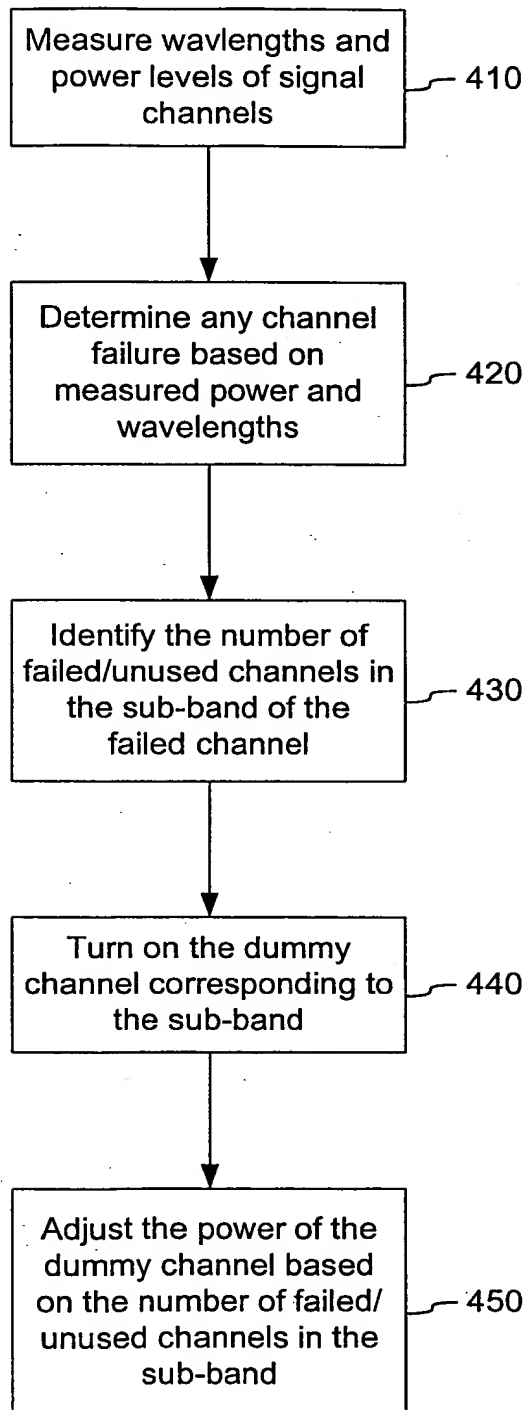 Measure wavlengths and
power levels of signal
channels
410
Determine any channel
failure based on
measured power and
wavelengths
420
Identify the number of
failed/unused channels in
the sub-band of the
failed channel
430
Turn on the dummy
channel corresponding to
the sub-band
440
Adjust the power of the
dummy channel based
on the number of failed/
unused channels in the
sub-band
450